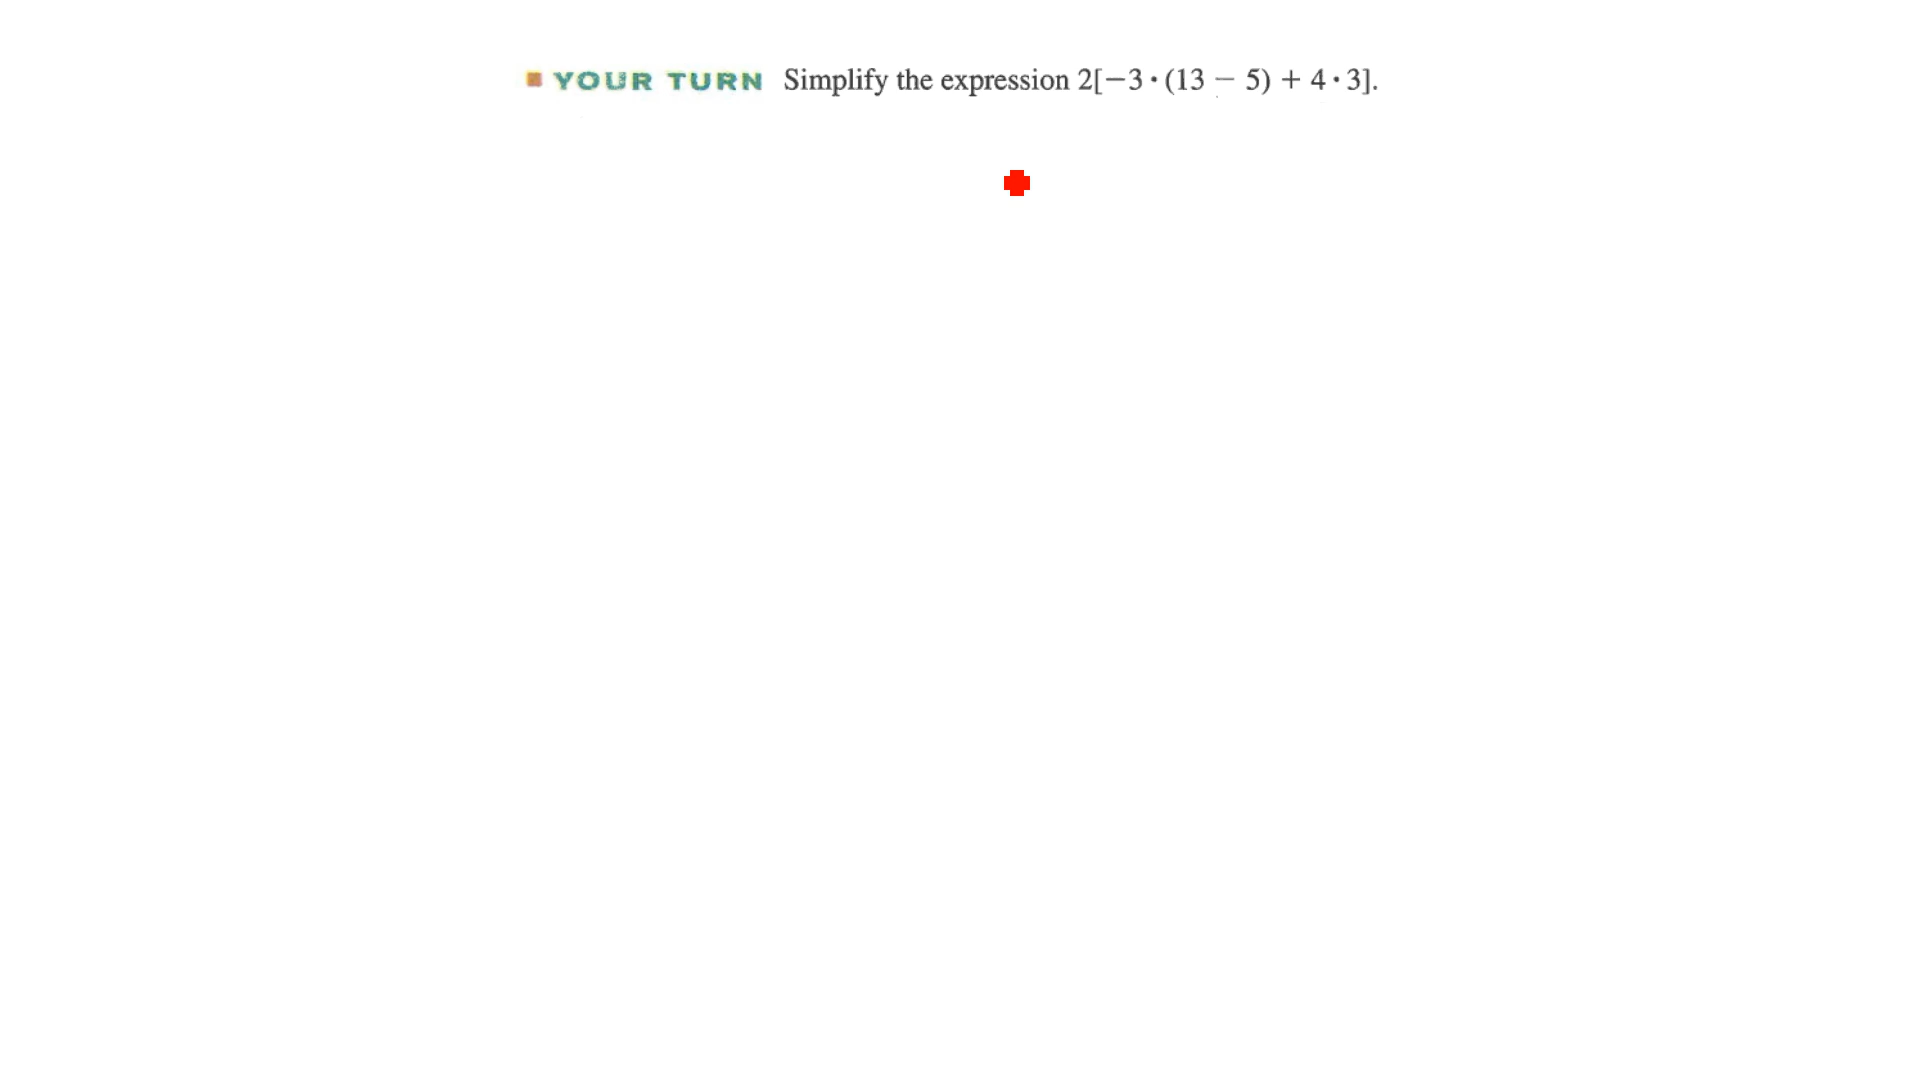 YOUR TURN Simplify the expression 2[−3 · (13 − 5) + 4 · 3].